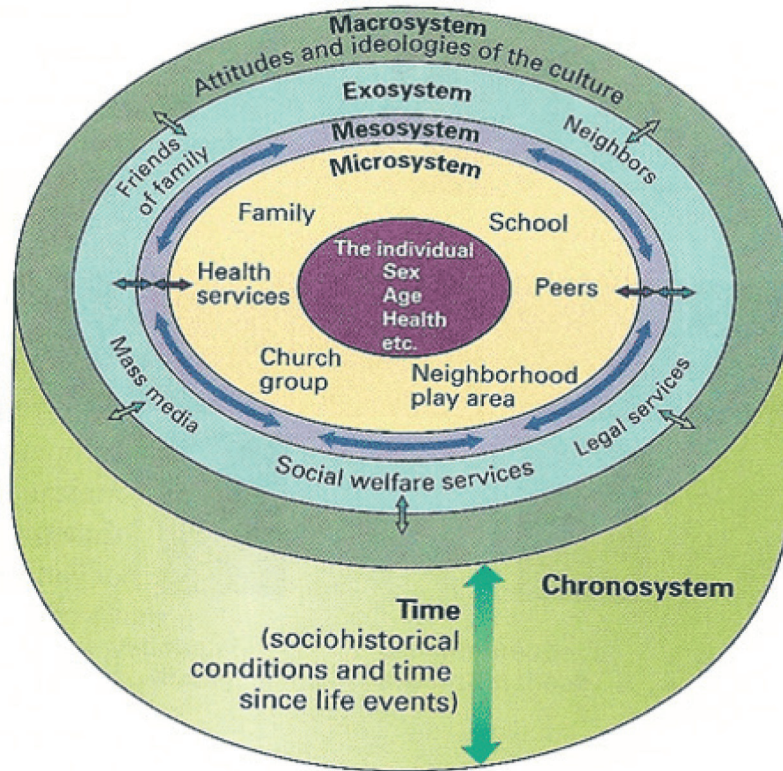 Macrosystem
Attitudes and ideologies of the culture
Exosystem
Mesosystem
Microsystem
Friends
of family
Neighbors
Family
School
The individual
Sex
Age
Health
etc.
Health
services
Peers
Church
group
Neighborhood
play area
Mass media
Legal services
Social welfare services
Chronosystem
Time
(sociohistorical
conditions and time
since life events)